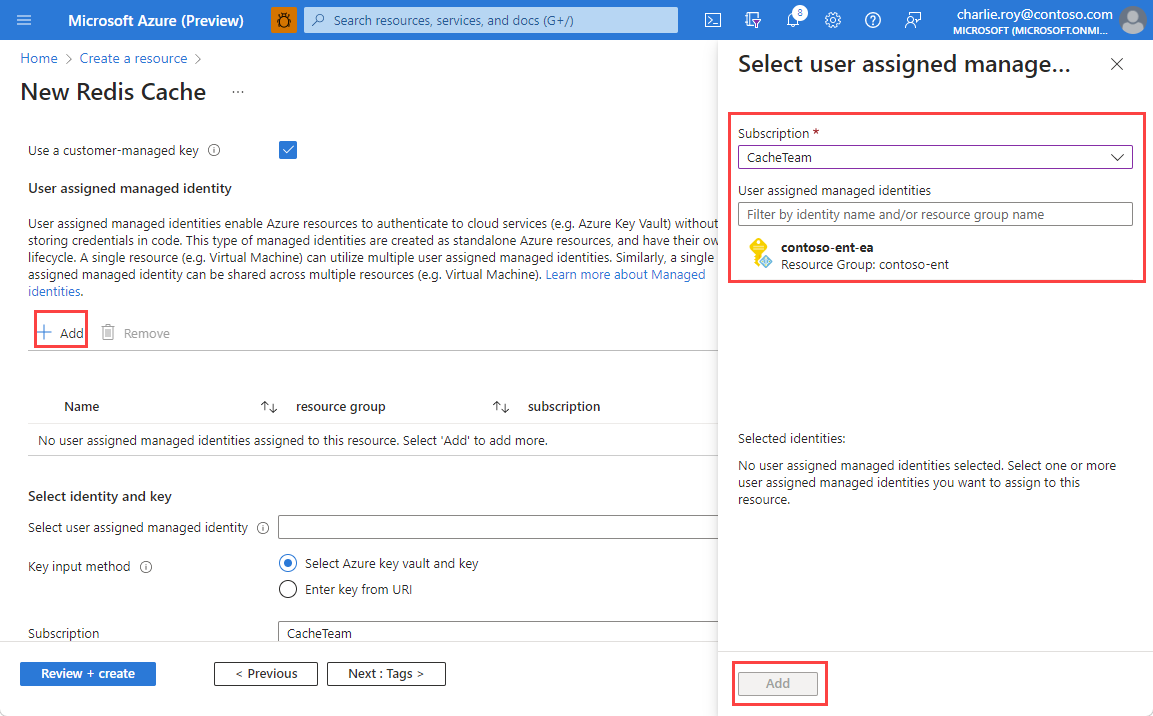 Microsoft Azure (Preview)
Search resources, services, and docs (G+/)
8
charlie.roy@contoso.com
MICROSOFT (MICROSOFT.ONMI...
Home > Create a resource >
New Redis Cache ...
Use a customer-managed key
User assigned managed identity
User assigned managed identities enable Azure resources to authenticate to cloud services (e.g. Azure Key Vault) without
storing credentials in code. This type of managed identities are created as standalone Azure resources, and have their ow
lifecycle. A single resource (e.g. Virtual Machine) can utilize multiple user assigned managed identities. Similarly, a single
assigned managed identity can be shared across multiple resources (e.g. Virtual Machine). Learn more about Managed
identities.
+ Add Remove
Name resource group subscription
No user assigned managed identities assigned to this resource. Select 'Add' to add more.
Select identity and key
Select user assigned managed identity
Key input method
Select Azure key vault and key
Enter key from URI
Subscription
CacheTeam
Review + create
< Previous
Next : Tags >
Select user assigned manage...
Subscription *
CacheTeam
User assigned managed identities
Filter by identity name and/or resource group name
contoso-ent-ea
Resource Group: contoso-ent
Selected identities:
No user assigned managed identities selected. Select one or more
user assigned managed identities you want to assign to this
resource.
Add